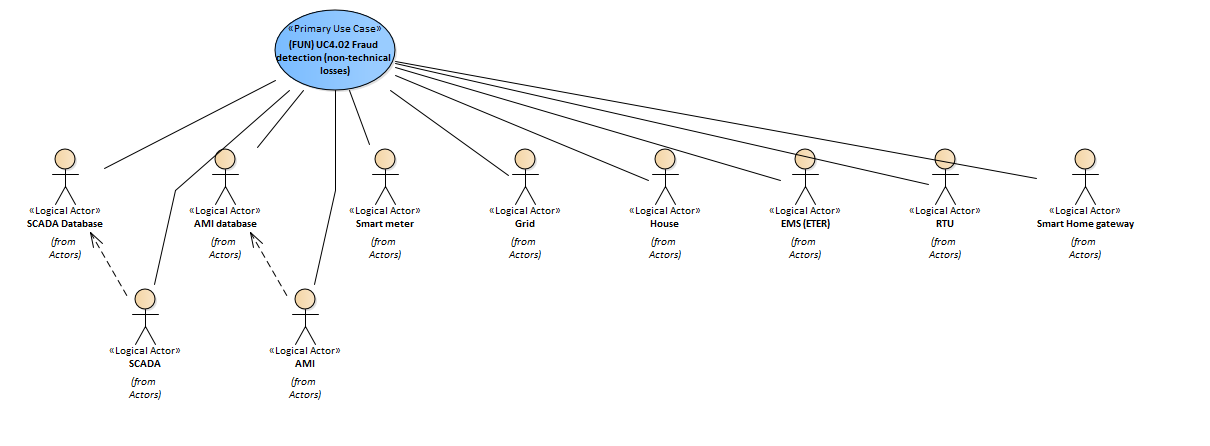 «Primary Use Case»
(FUN) UC4.02 Fraud
detection (non-technical
losses)
«Logical Actor»
SCADA Database
(from
Actors)
«Logical Actor»
AMI database
(from
Actors)
«Logical Actor»
Smart meter
(from
Actors)
«Logical Actor»
Grid
(from
Actors)
«Logical Actor»
House
(from
Actors)
«Logical Actor»
EMS (ETER)
(from
Actors)
«Logical Actor»
RTU
(from
Actors)
«Logical Actor»
Smart Home gateway
(from
Actors)
«Logical Actor»
SCADA
(from
Actors)
«Logical Actor»
AMI
(from
Actors)